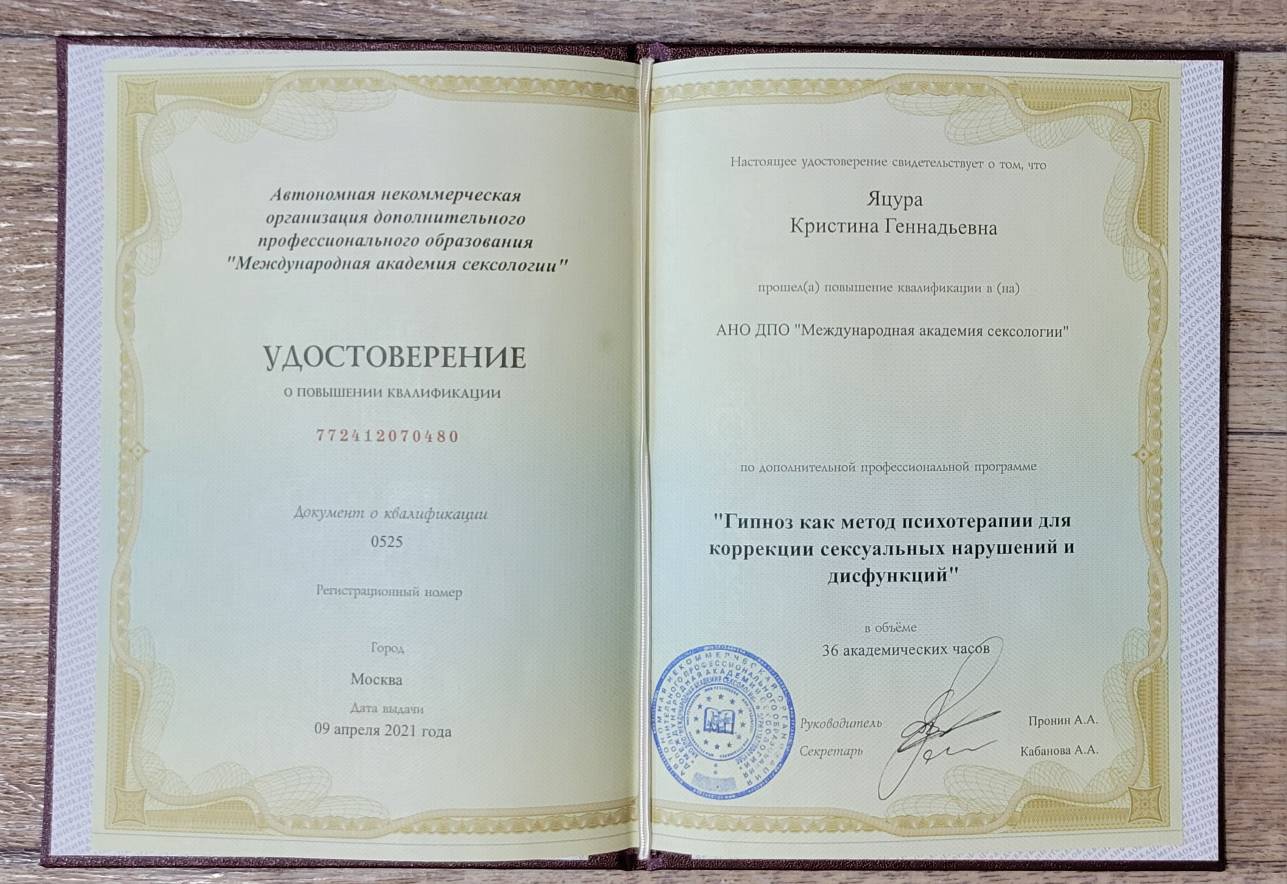 Автономная некоммерческая
организация дополнительного
профессионального образования
"Международная академия сексологии"
УДОСТОВЕРЕНИЕ
О ПОВЫШЕНИИ КВАЛИФИКАЦИИ
772412070480
Документ о квалификации
0525
Регистрационный номер
Город
Москва
Дата выдачи
09 апреля 2021 года
Настоящее удостоверение свидетельствует о том, что
Яцура
Кристина Геннадьевна
прошел(а) повышение квалификации в (на)
АНО ДПО "Международная академия сексологии"
по дополнительной профессиональной программе
"Гипноз как метод психотерапии для
коррекции сексуальных нарушений и
дисфункций"
в объёме
36 академических часов
Руководитель
Пронин А.А.
Секретарь
Кабанова А.А.